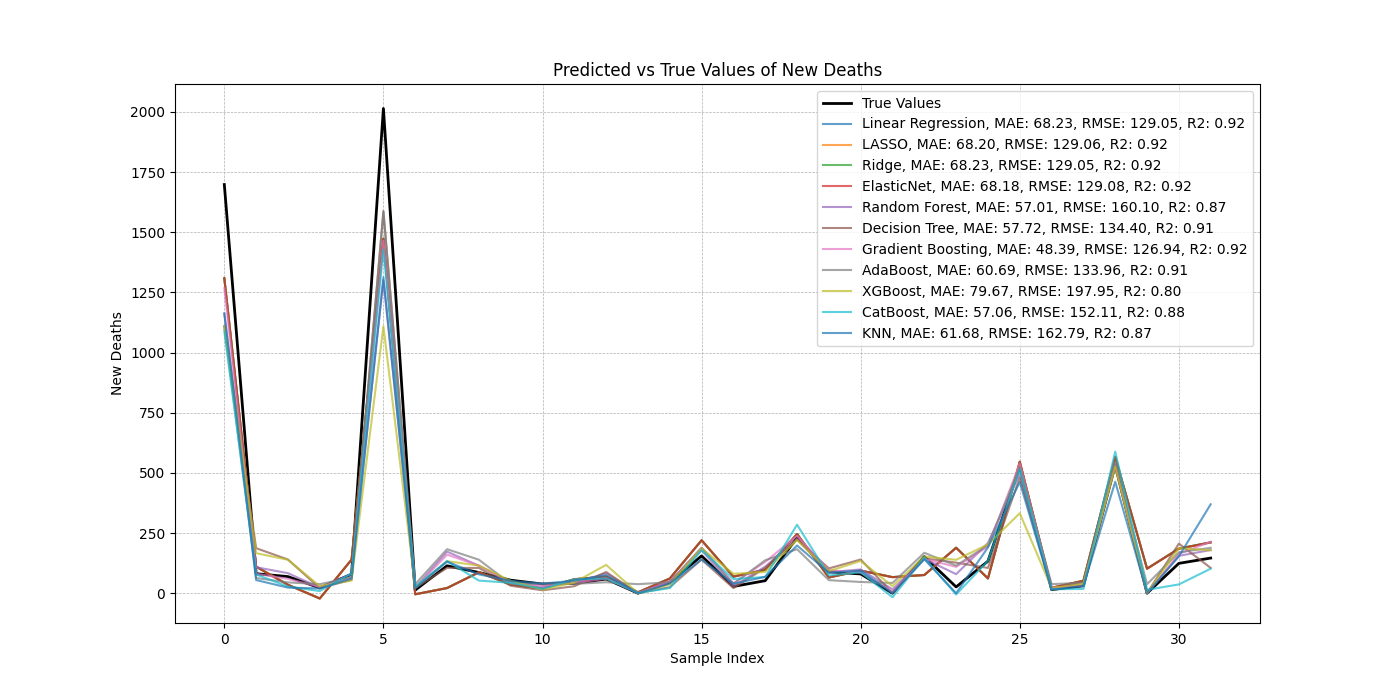 Predicted vs True Values of New Deaths
True Values
Linear Regression, MAE: 68.23, RMSE: 129.05, R2: 0.92
LASSO, MAE: 68.20, RMSE: 129.06, R2: 0.92
Ridge, MAE: 68.23, RMSE: 129.05, R2: 0.92
ElasticNet, MAE: 68.18, RMSE: 129.08, R2: 0.92
Random Forest, MAE: 57.01, RMSE: 160.10, R2: 0.87
Decision Tree, MAE: 57.72, RMSE: 134.40, R2: 0.91
Gradient Boosting, MAE: 48.39, RMSE: 126.94, R2: 0.92
AdaBoost, MAE: 60.69, RMSE: 133.96, R2: 0.91
XGBoost, MAE: 79.67, RMSE: 197.95, R2: 0.80
CatBoost, MAE: 57.06, RMSE: 152.11, R2: 0.88
KNN, MAE: 61.68, RMSE: 162.79, R2: 0.87
New Deaths
2000
1750
1500
1250
1000
750
500
250
0
0 5 10 15 20 25 30
Sample Index